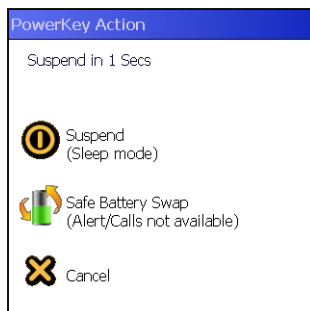 PowerKey Action
Suspend in 1 Secs
Suspend
(Sleep mode)
Safe Battery Swap
(Alert/Calls not available)
Cancel